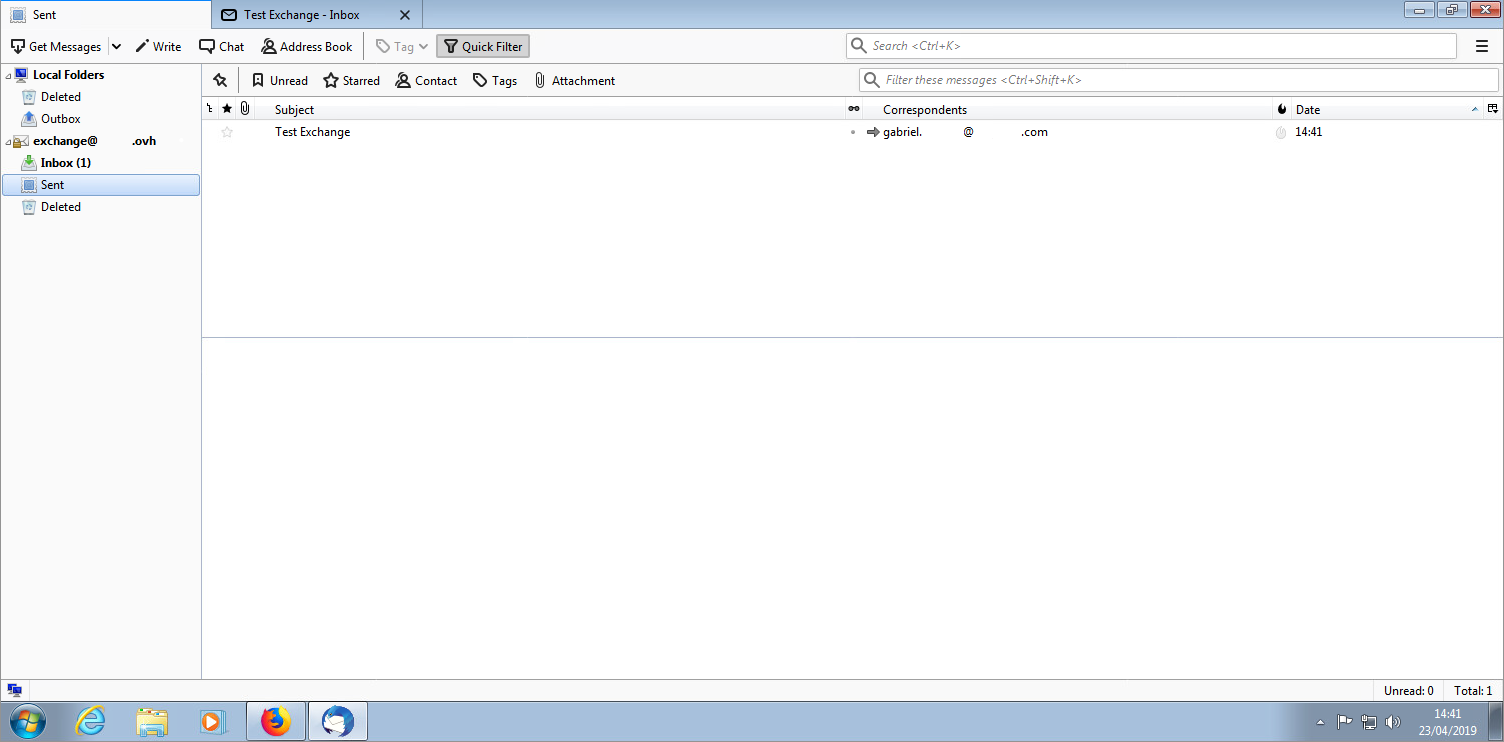 Sent
Test Exchange - Inbox
Get Messages Write Chat Address Book Tag Quick Filter Search <Ctrl+K>
Local Folders
Unread Starred Contact Tags Attachment Filter these messages <Ctrl+Shift+K>
Deleted
Subject Correspondents Date
Outbox
Test Exchange gabriel. @ .com 14:41
exchange@ .ovh
Inbox (1)
Sent
Deleted
Unread: 0 Total: 1
14:41
23/04/2019